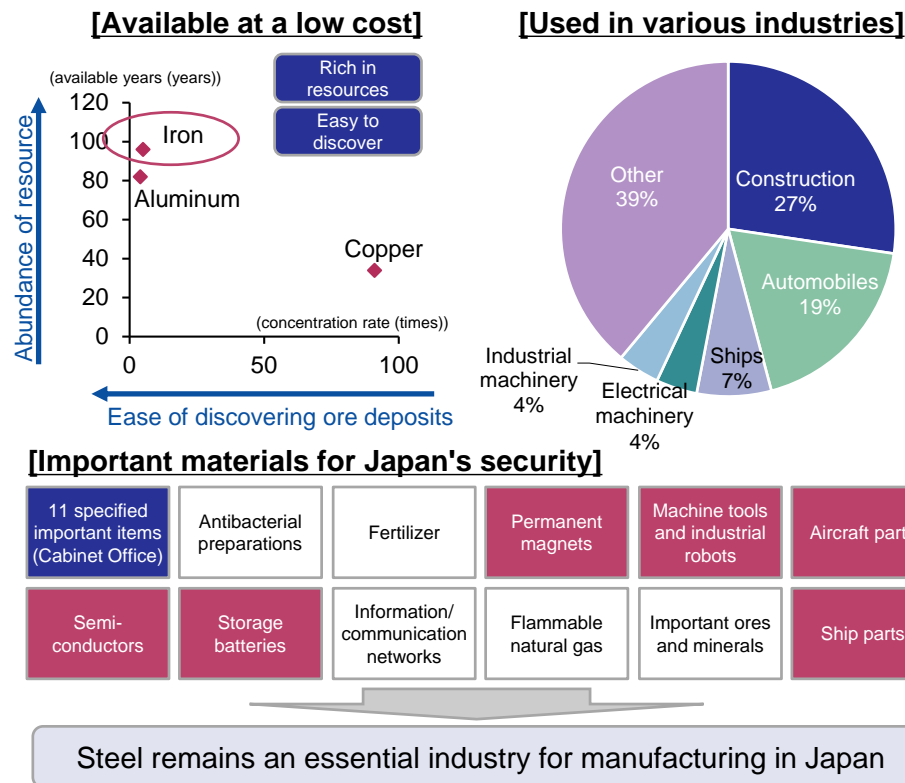 [Available at a low cost]
(available years (years))
Rich in
resources
Easy to
discover
Abundance of resource
120
100
80
60
40
20
0
Iron
Aluminum
Copper
(concentration rate (times))
0
50
100
Ease of discovering ore deposits
[Used in various industries]
Other
39%
Construction
27%
Automobiles
19%
Ships
7%
Electrical
machinery
4%
Industrial
machinery
4%
[Important materials for Japan's security]
11 specified
important items
(Cabinet Office)
Antibacterial
preparations
Fertilizer
Permanent
magnets
Machine tools
and industrial
robots
Aircraft part
Semi-
conductors
Storage
batteries
Information/
communication
networks
Flammable
natural gas
Important ores
and minerals
Ship parts
Steel remains an essential industry for manufacturing in Japan